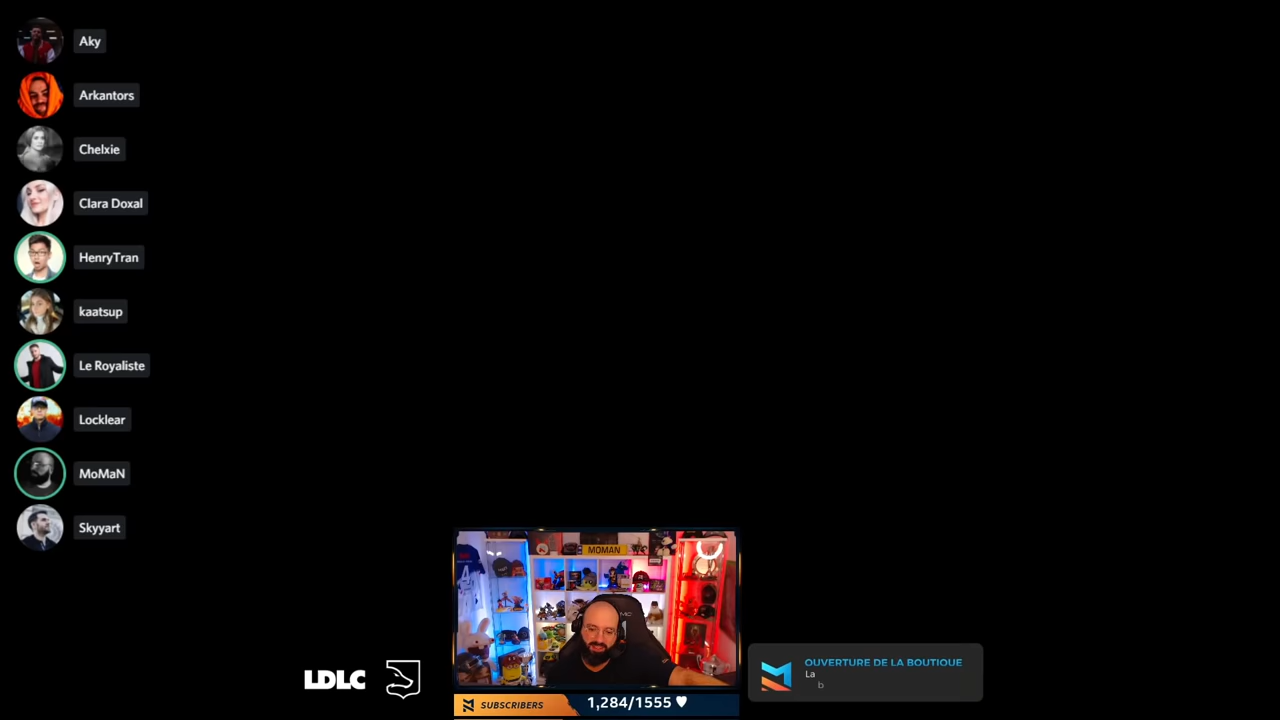 Aky
Arkantors
Chelxie
Clara Doxal
HenryTran
kaatsup
Le Royaliste
Locklear
MoMaN
Skyyart
MOMAN
LDLC
OUVERTURE DE LA BOUTIQUE
La
b
SUBSCRIBERS
1,284/1555